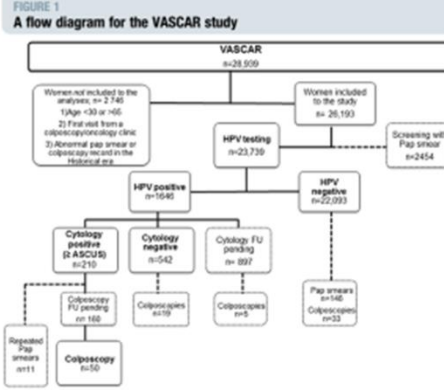 FIGURE 1
A flow diagram for the VASCAR study
VASCAR
n=28,939
Women not included to the
analyses; n= 2 746
1)Age <30 or >65
2) First visit from a
colposcopy/oncology clinic
3) Abnormal pap smear or
colposcopy record in the
Historical era
Women included
to the study
n= 26,193
HPV testing
n=23,739
Screening with
Pap smear
n=2454
HPV positive
n=1646
HPV
negative
n=22,093
Cytology
positive
(≥ ASCUS)
n=210
Cytology
negative
n=542
Cytology FU
pending
n= 897
Colposcopy
FU pending
n= 160
Colposcopies
n=19
Colposcopies
n=5
Pap smears
n=146
Colposcopies
n=33
Repeated
Pap
smears
n=11
Colposcopy
n=50